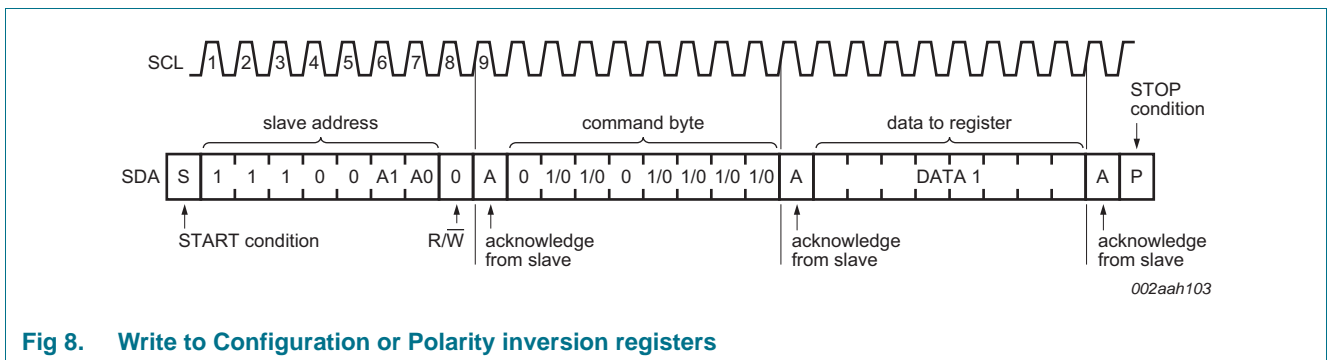 SCL 1 2 3 4 5 6 7 8 9
STOP
condition
slave address command byte data to register
SDA S 1 1 1 0 0 A1 A0 0 A 0 1/0 1/0 0 1/0 1/0 1/0 1/0 A DATA 1 A P
START condition R/W̅ acknowledge acknowledge acknowledge
from slave from slave from slave
002aah103
Fig 8. Write to Configuration or Polarity inversion registers